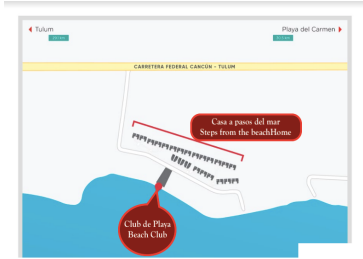 Tulum
Playa del Carmen
CARRETERA FEDERAL CANCÚN - TULUM
Casa a pasos del mar
Steps from the beachHome
Club de Playa
Beach Club